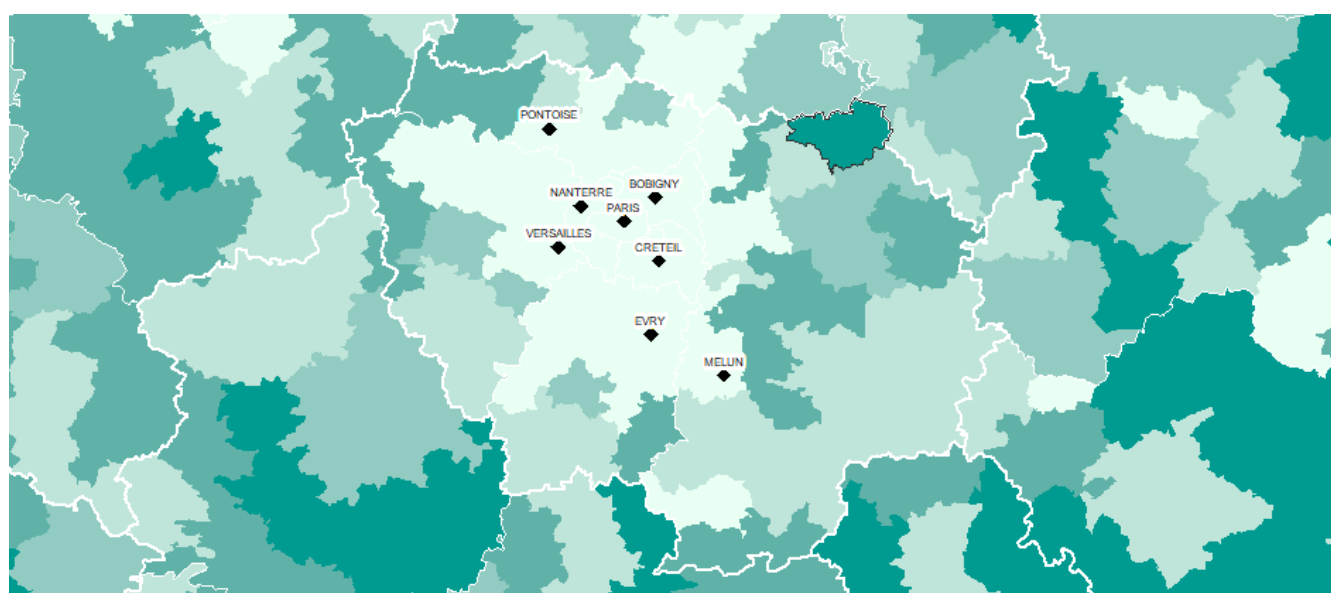 PONTOISE
NANTERRE
BOBIGNY
PARIS
VERSAILLES
CRETEIL
EVRY
MELUN